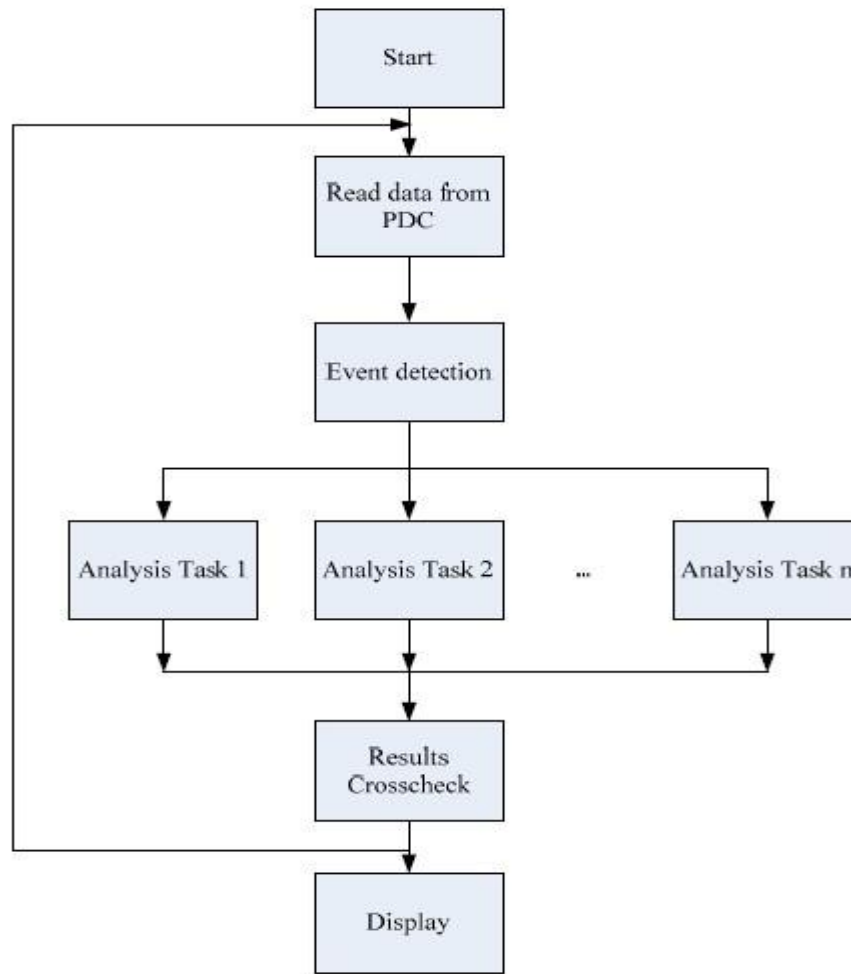 Start
Read data from
PDC
Event detection
Analysis Task 1
Analysis Task 2
...
Analysis Task n
Results
Crosscheck
Display